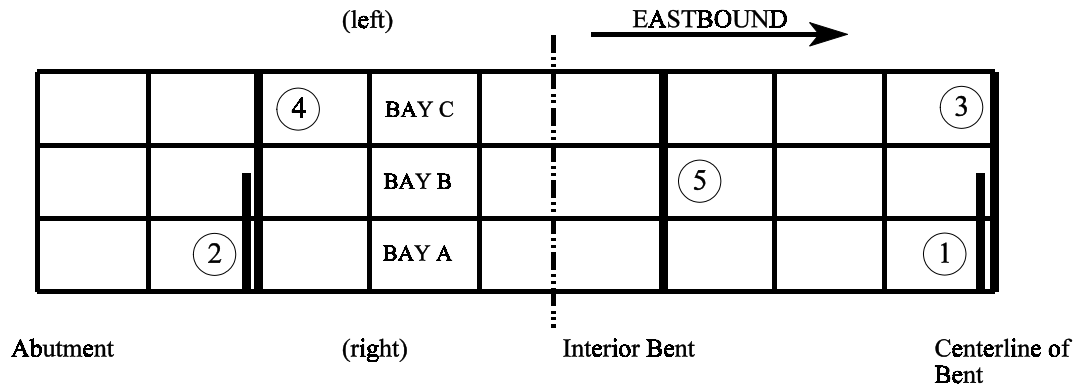 (left)
EASTBOUND
4
BAY C
3
BAY B
5
2
BAY A
1
Abutment
(right)
Interior Bent
Centerline of
Bent